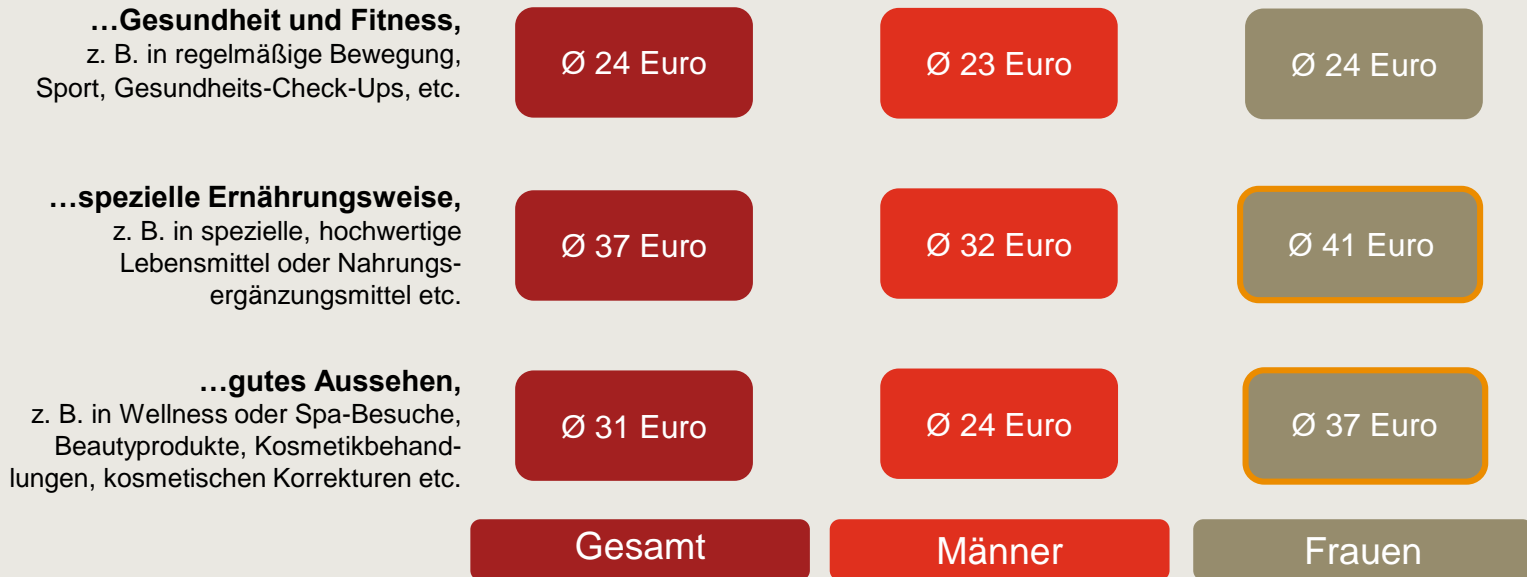 …Gesundheit und Fitness,
z. B. in regelmäßige Bewegung,
Sport, Gesundheits-Check-Ups, etc.
Ø 24 Euro
Ø 23 Euro
Ø 24 Euro
…spezielle Ernährungsweise,
z. B. in spezielle, hochwertige
Lebensmittel oder Nahrungs-
ergänzungsmittel etc.
Ø 37 Euro
Ø 32 Euro
Ø 41 Euro
…gutes Aussehen,
z. B. in Wellness oder Spa-Besuche,
Beautyprodukte, Kosmetikbehand-
lungen, kosmetischen Korrekturen etc.
Ø 31 Euro
Ø 24 Euro
Ø 37 Euro
Gesamt
Männer
Frauen